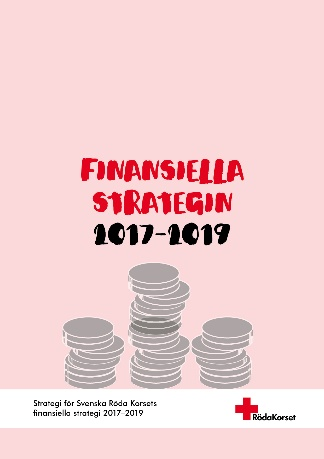 FINANSIELLA
STRATEGIN
2017–2019
Strategi för Svenska Röda Korsets
finansiella strategi 2017–2019
RödaKorset